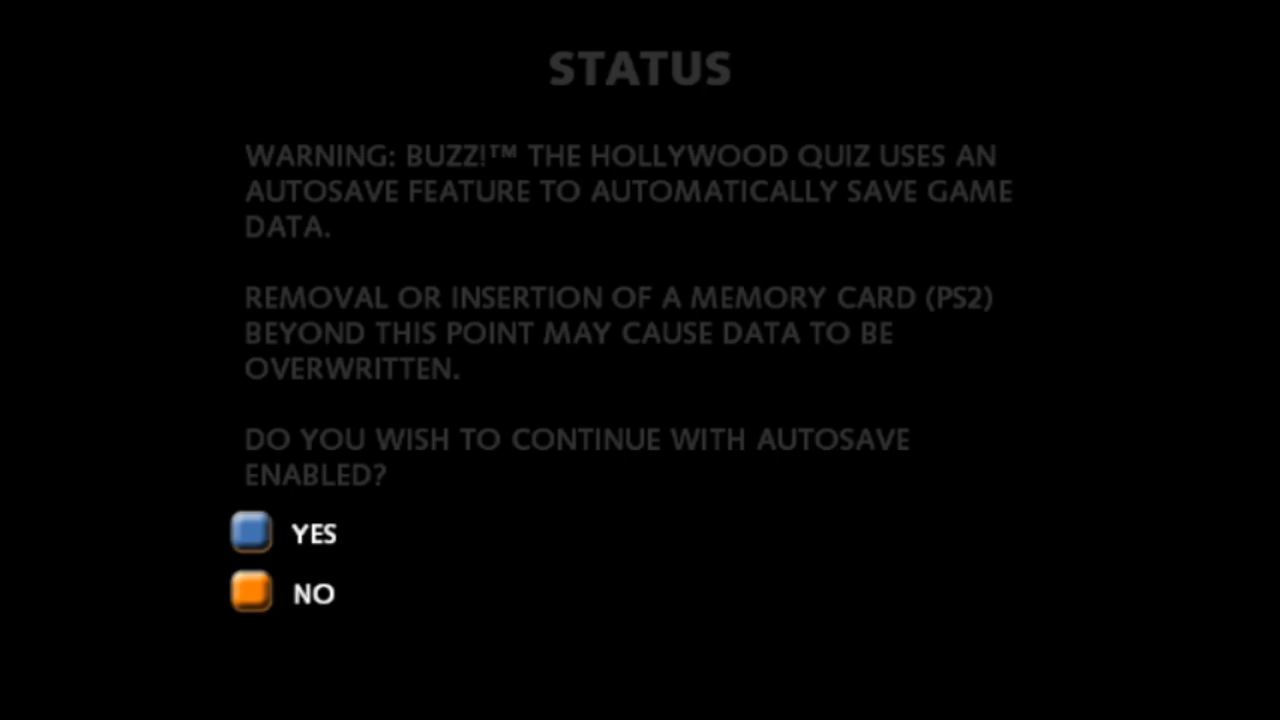 STATUS
WARNING: BUZZ!™ THE HOLLYWOOD QUIZ USES AN
AUTOSAVE FEATURE TO AUTOMATICALLY SAVE GAME
DATA.
REMOVAL OR INSERTION OF A MEMORY CARD (PS2)
BEYOND THIS POINT MAY CAUSE DATA TO BE
OVERWRITTEN.
DO YOU WISH TO CONTINUE WITH AUTOSAVE
ENABLED?
YES
NO